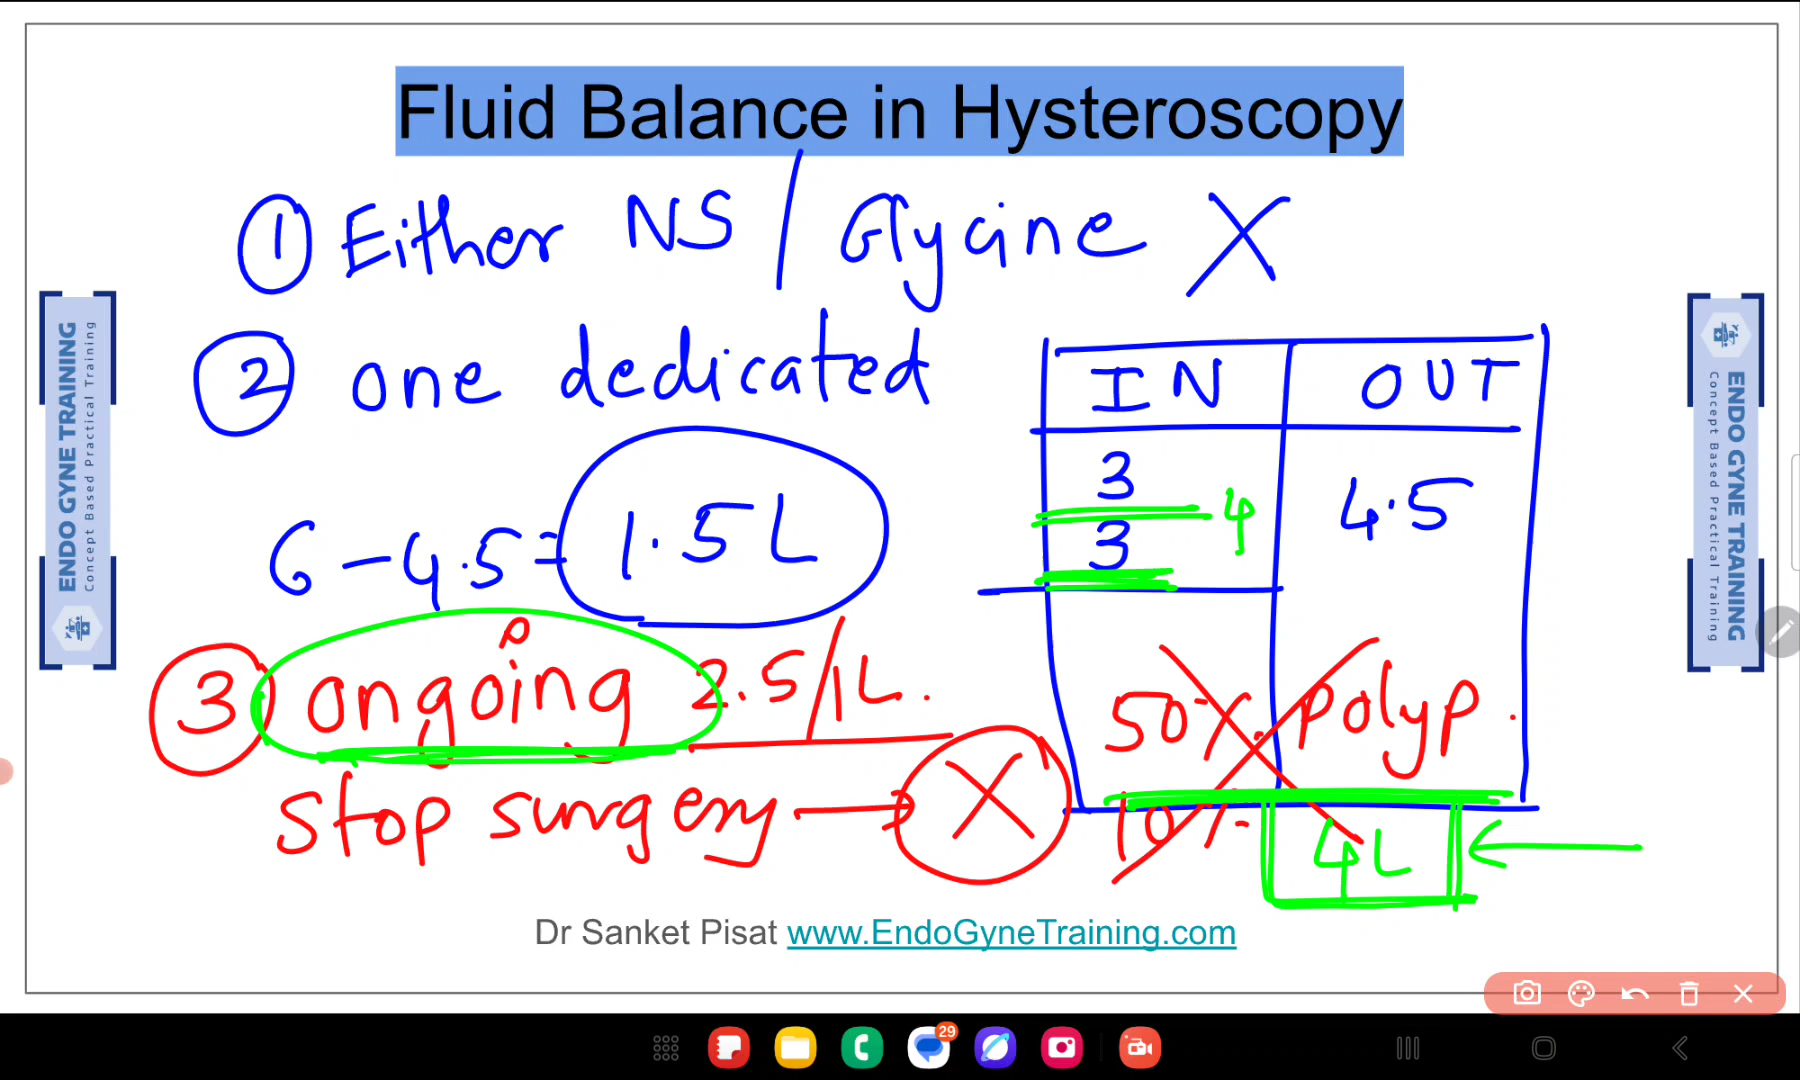 Fluid Balance in Hysteroscopy
① Either NS / Glycine X
② one dedicated
IN OUT
3 4 4.5
3
6 - 4.5 = 1.5 L
③ ongoing 2.5/1L.
50% polyp.
stop surgery → X
10%
4L
Dr Sanket Pisat www.EndoGyneTraining.com
ENDO GYNE TRAINING
Concept Based Practical Training
ENDO GYNE TRAINING
Concept Based Practical Training
29